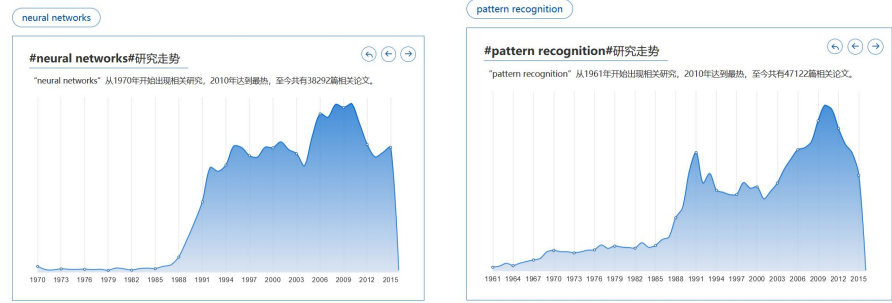 neural networks
#neural networks#研究走势
“neural networks”从1970年开始出现相关研究，2010年达到最热，至今共有38292篇相关论文。
1970 1973 1976 1979 1982 1985 1988 1991 1994 1997 2000 2003 2006 2009 2012 2015
pattern recognition
#pattern recognition#研究走势
“pattern recognition”从1961年开始出现相关研究，2010年达到最热，至今共有47122篇相关论文。
1961 1964 1967 1970 1973 1976 1979 1982 1985 1988 1991 1994 1997 2000 2003 2006 2009 2012 2015